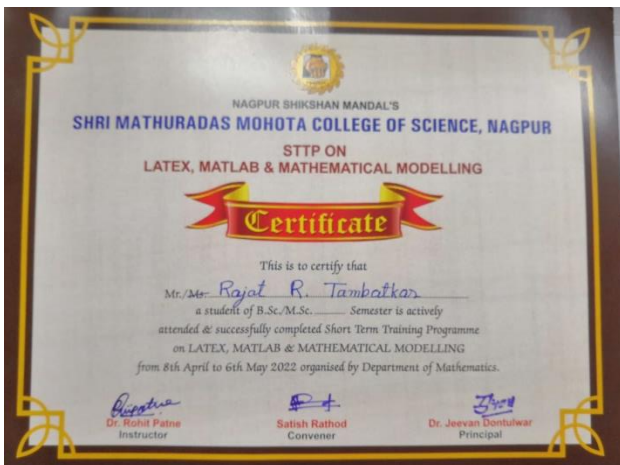 NAGPUR SHIKSHAN MANDAL'S
SHRI MATHURADAS MOHOTA COLLEGE OF SCIENCE, NAGPUR
STTP ON
LATEX, MATLAB & MATHEMATICAL MODELLING
Certificate
This is to certify that
Mr./Ms. Rajat R. Tambatkar
a student of B.Sc./M.Sc. ............ Semester is actively
attended & successfully completed Short Term Training Programme
on LATEX, MATLAB & MATHEMATICAL MODELLING
from 8th April to 6th May 2022 organised by Department of Mathematics.
Dr. Rohit Patne Satish Rathod Dr. Jeevan Dontulwar
Instructor Convener Principal